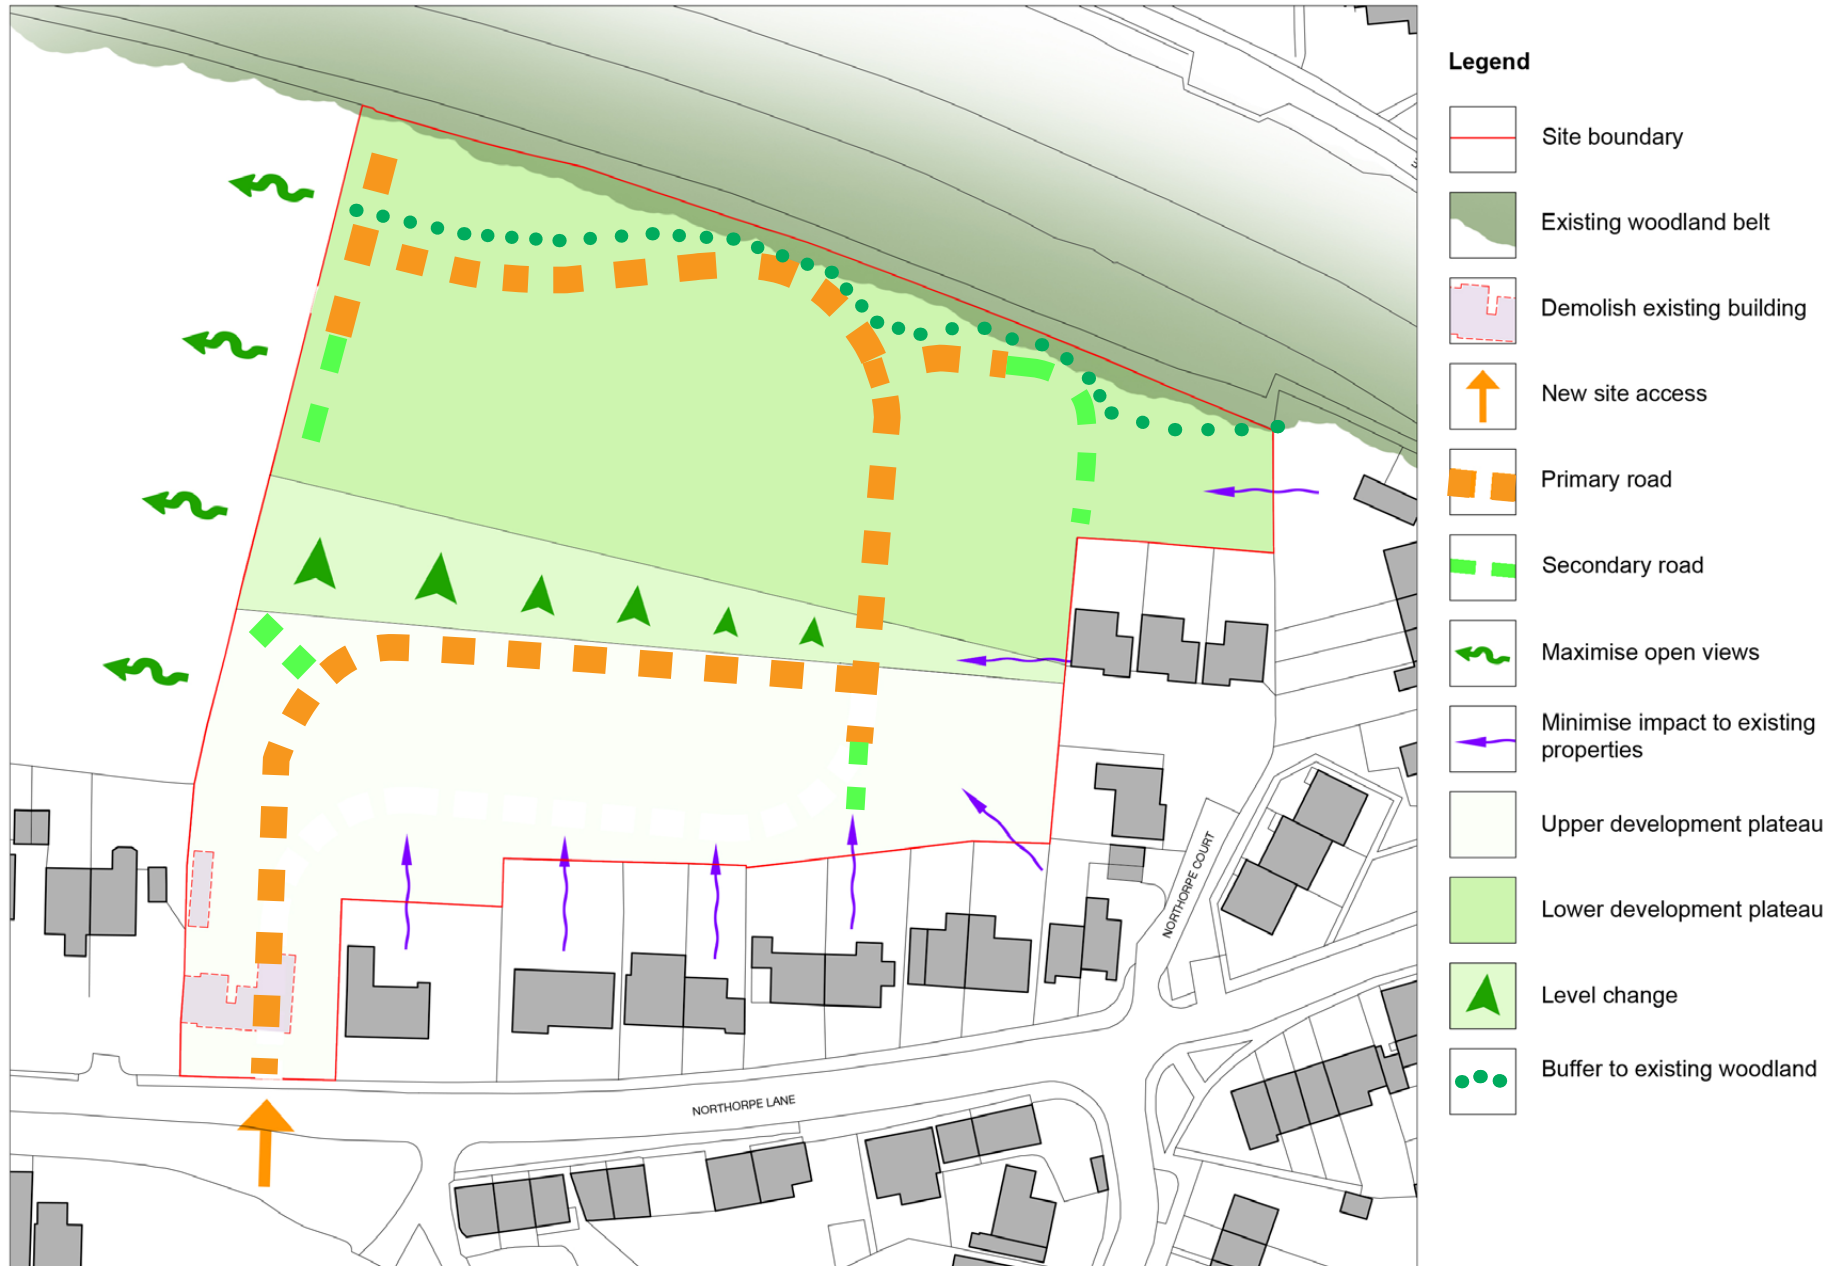 Legend
Site boundary
Existing woodland belt
Demolish existing building
New site access
Primary road
Secondary road
Maximise open views
Minimise impact to existing
properties
Upper development plateau
Lower development plateau
Level change
Buffer to existing woodland
NORTHORPE COURT
NORTHORPE LANE